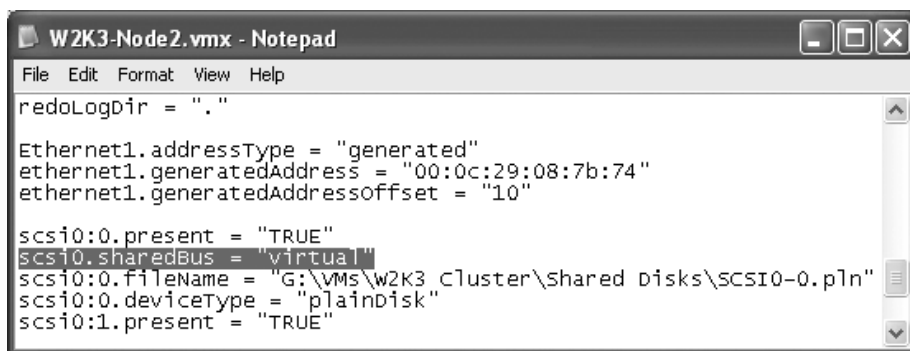 W2K3-Node2.vmx - Notepad
File Edit Format View Help
redoLogDir = "."
Ethernet1.addressType = "generated"
ethernet1.generatedAddress = "00:0c:29:08:7b:74"
ethernet1.generatedAddressOffset = "10"
scsi0:0.present = "TRUE"
scsi0.sharedBus = "virtual"
scsi0:0.fileName = "G:\VMs\W2K3 Cluster\Shared Disks\SCSI0-0.pln"
scsi0:0.deviceType = "plainDisk"
scsi0:1.present = "TRUE"